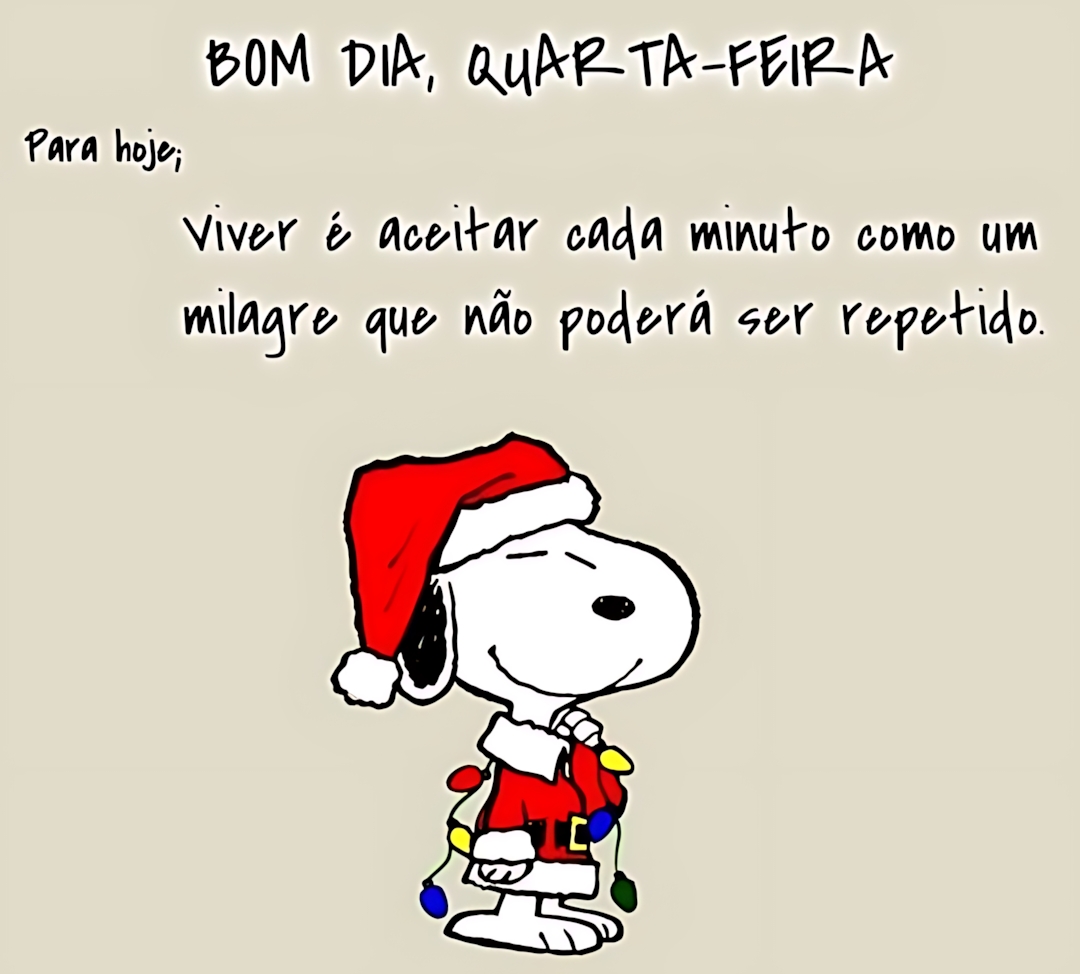 BOM DIA, QUARTA-FEIRA
Para hoje;
Viver é aceitar cada minuto como um
milagre que não poderá ser repetido.